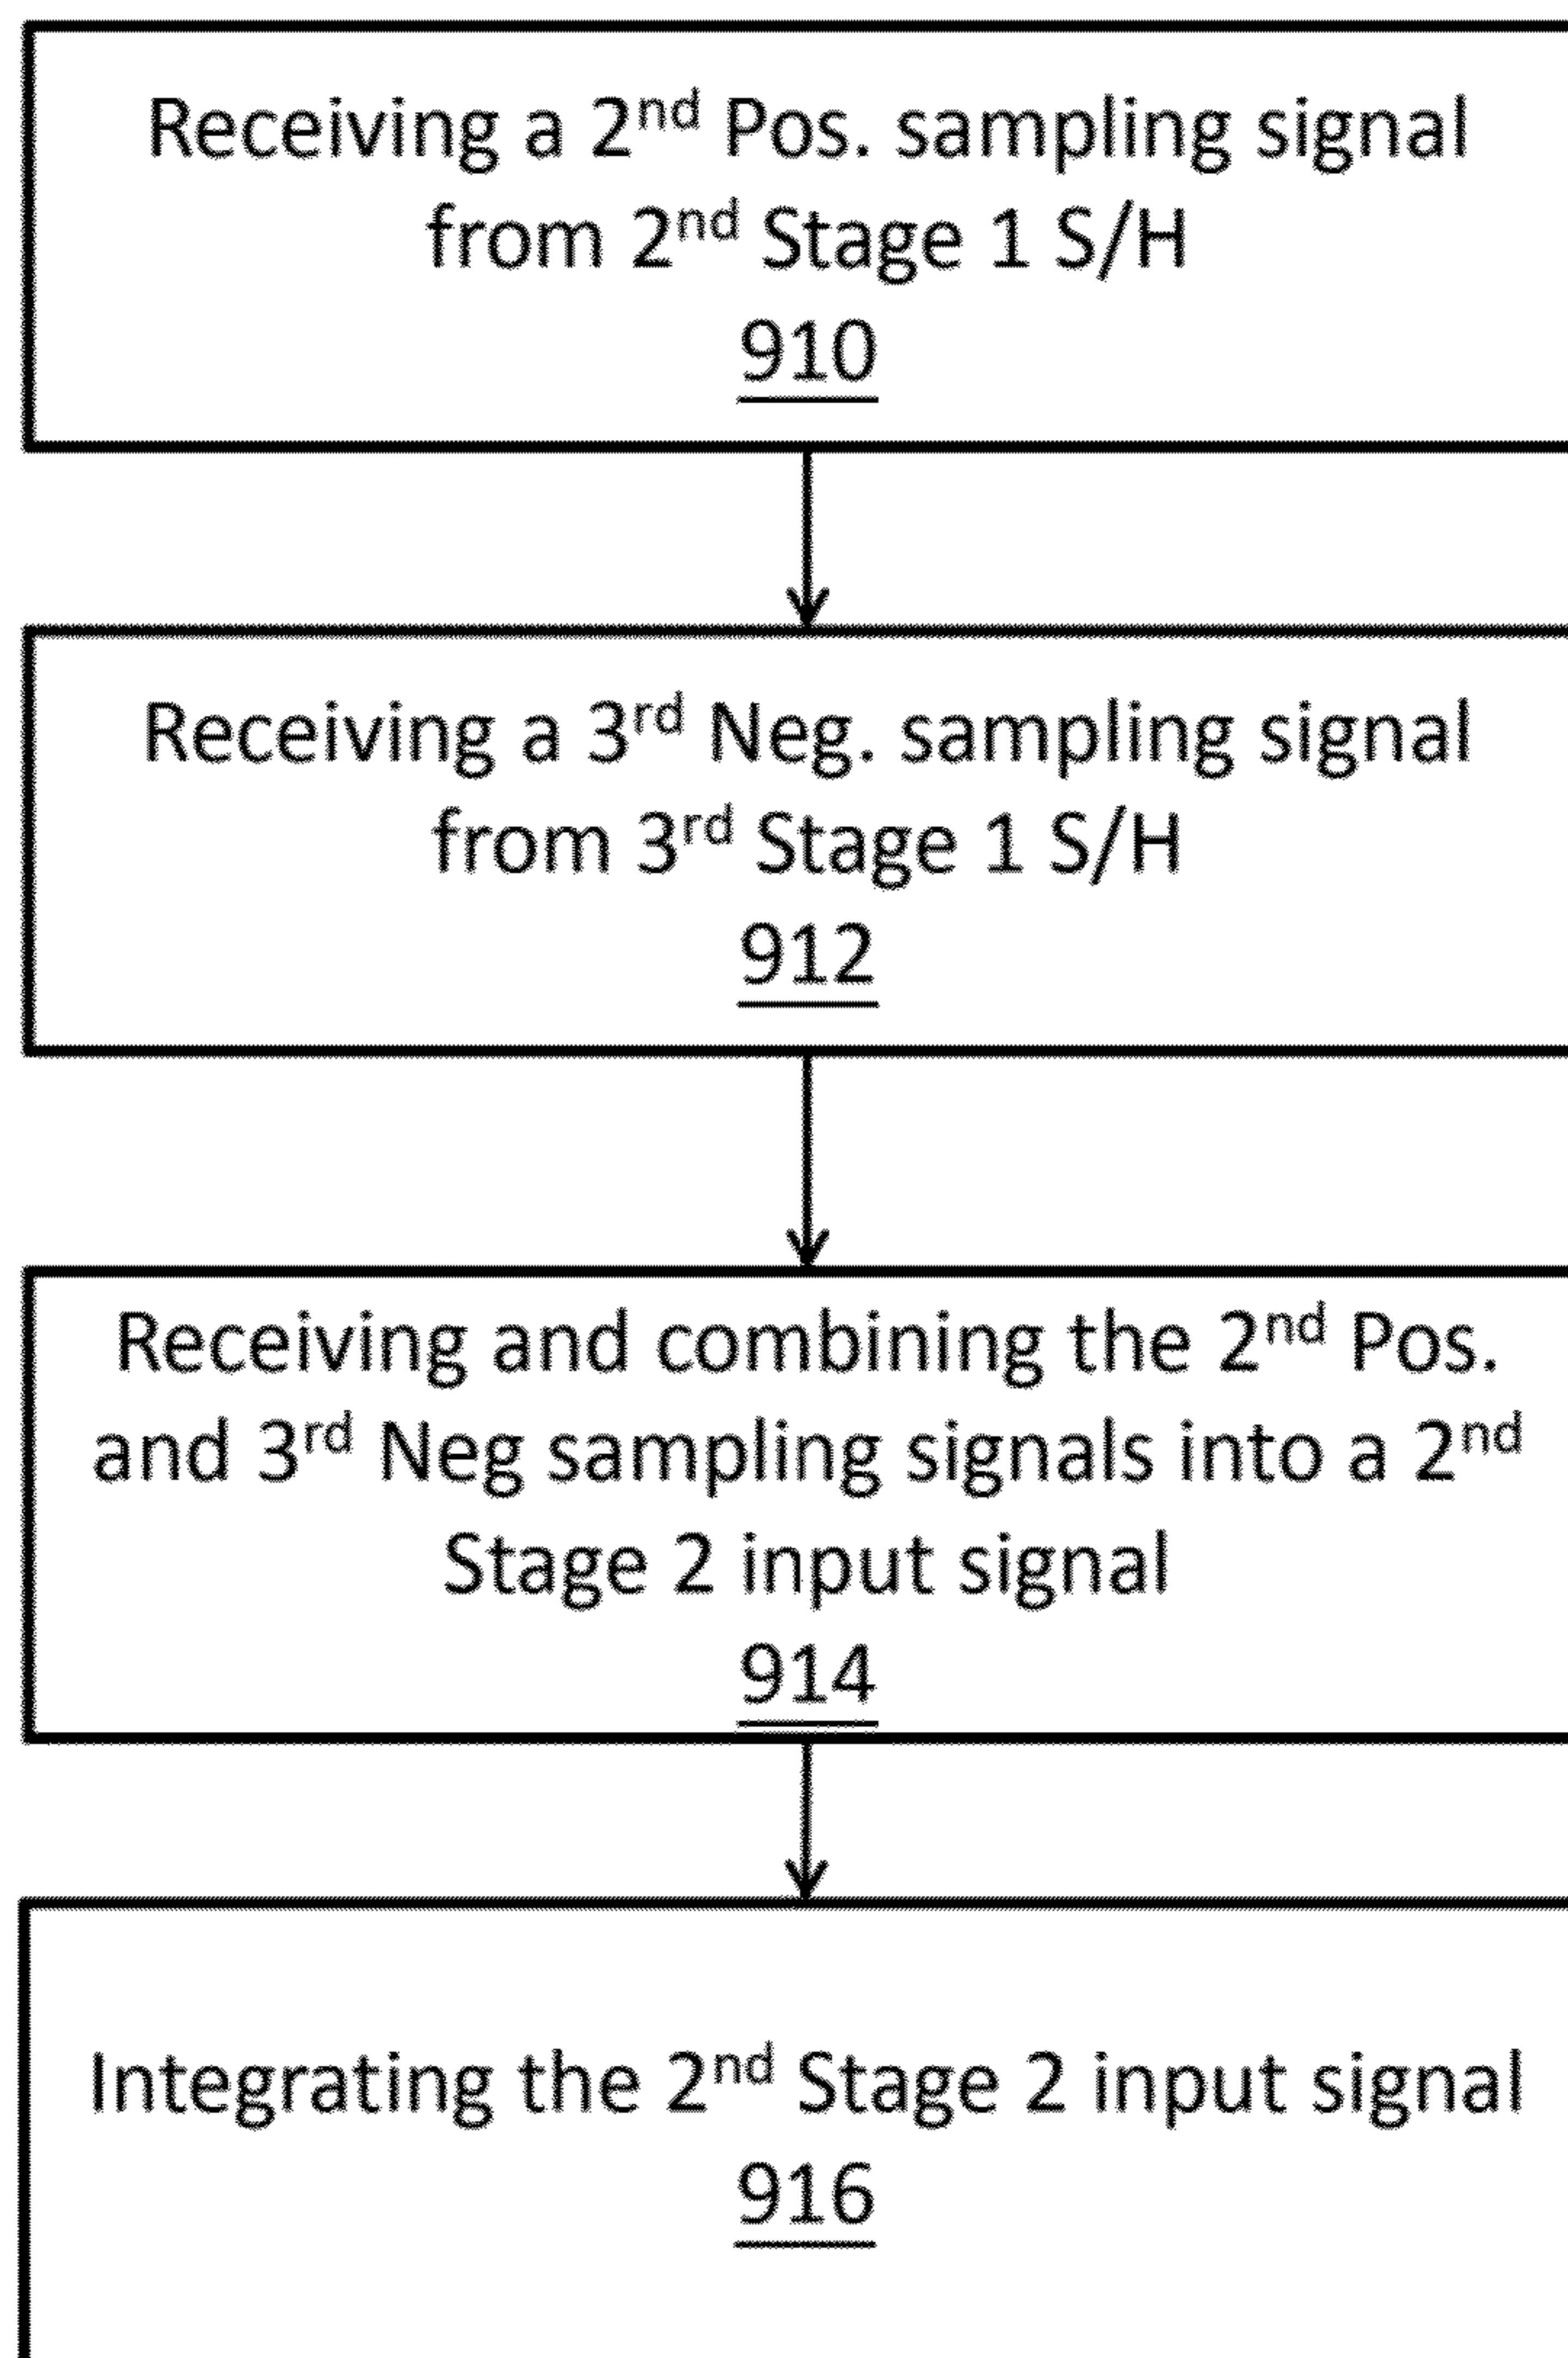 Receiving a 2nd Pos. sampling signal
from 2nd Stage 1 S/H
910
Receiving a 3rd Neg. sampling signal
from 3rd Stage 1 S/H
912
Receiving and combining the 2nd Pos.
and 3rd Neg sampling signals into a 2nd
Stage 2 input signal
914
Integrating the 2nd Stage 2 input signal
916